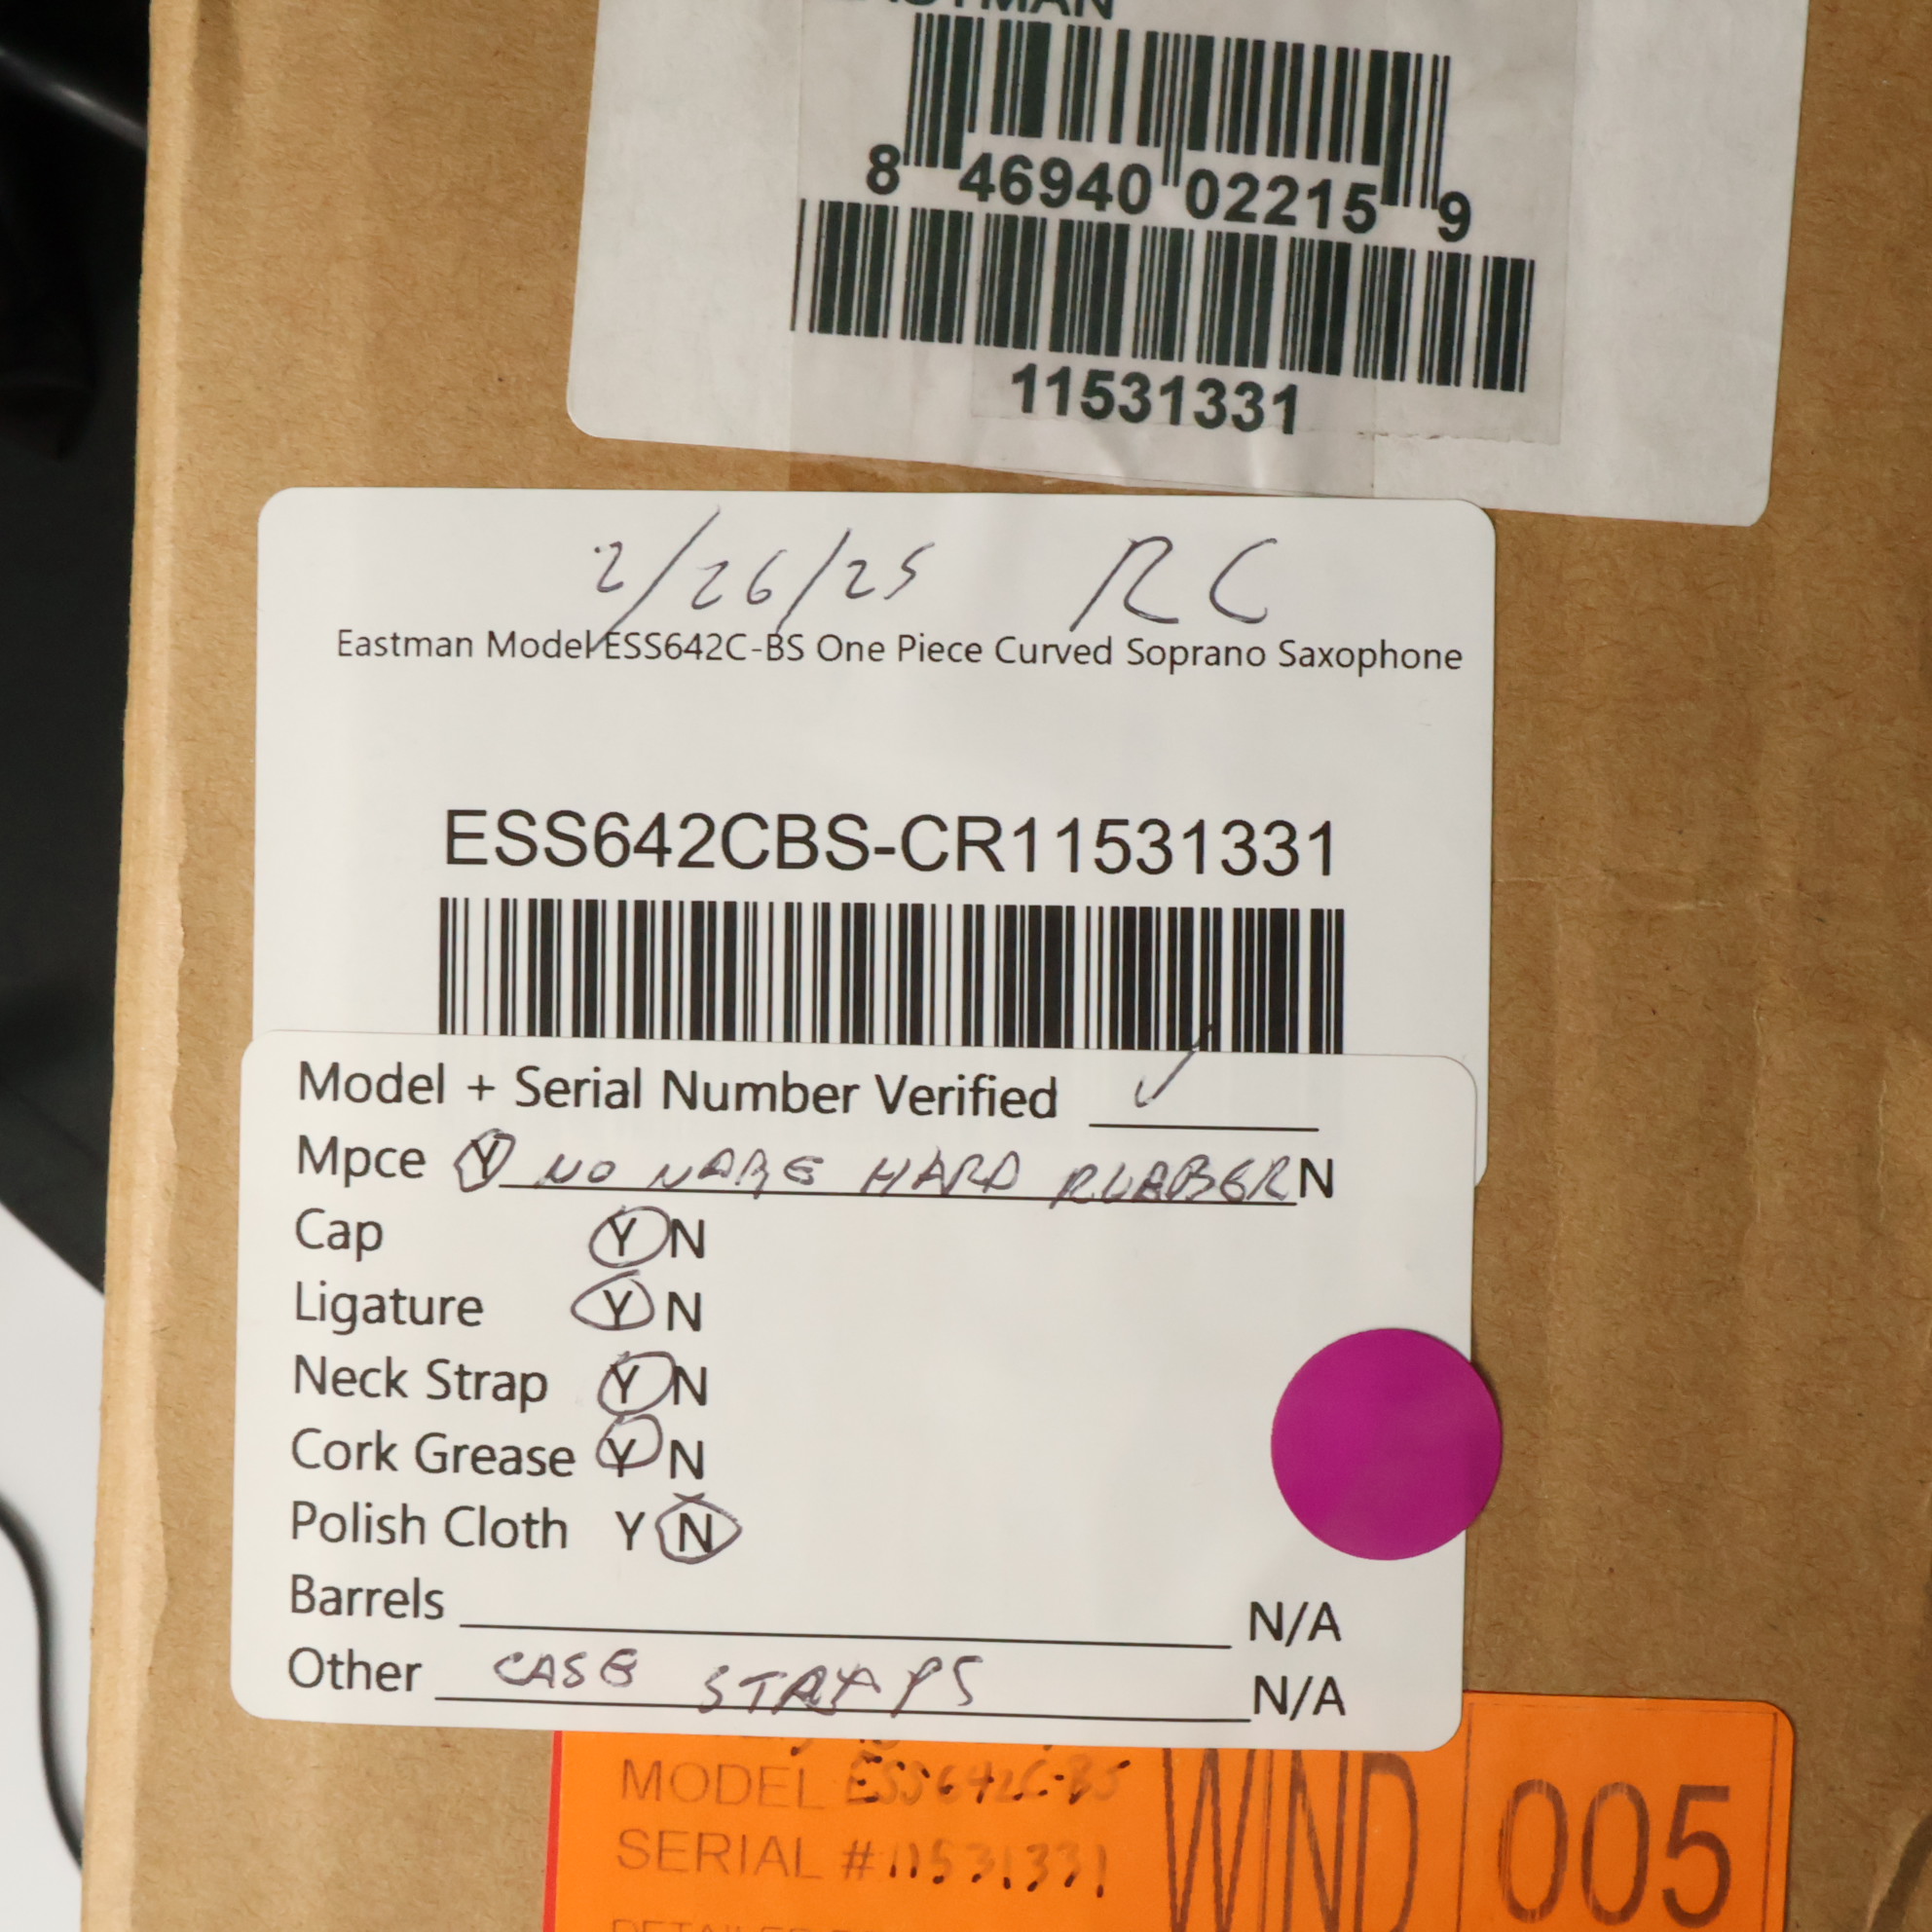 EASTMAN
8 46940 02215 9
11531331
2/26/25 RC
Eastman Model ESS642C-BS One Piece Curved Soprano Saxophone
ESS642CBS-CR11531331
Model + Serial Number Verified ✓
Mpce Y NO NAME HARD RUBBER N
Cap Y N
Ligature Y N
Neck Strap Y N
Cork Grease Y N
Polish Cloth Y N
Barrels N/A
Other CASE STRAPS N/A
MODEL ESS642C-BS
SERIAL # 11531331
WND 005